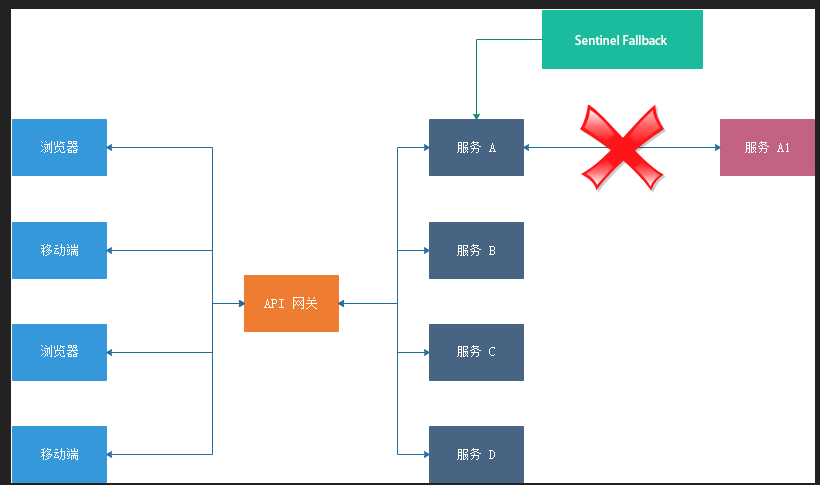 Sentinel Fallback
浏览器
服务 A
服务 A1
移动端
服务 B
API 网关
浏览器
服务 C
移动端
服务 D